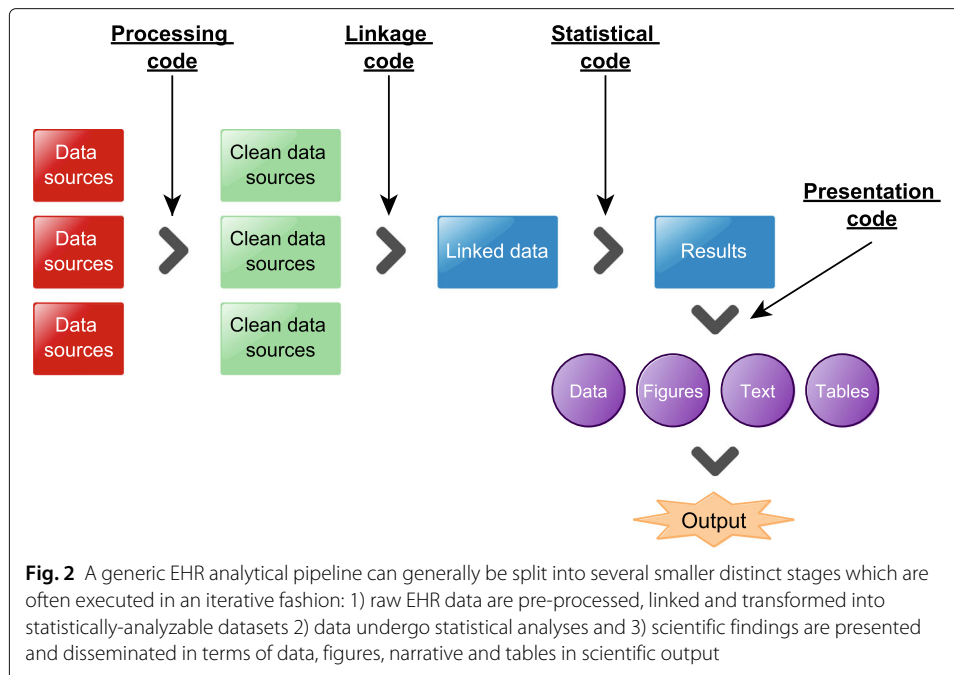 Processing
code
Linkage
code
Statistical
code
Presentation
code
Data
sources
Data
sources
Data
sources
Clean data
sources
Clean data
sources
Clean data
sources
Linked data
Results
Data
Figures
Text
Tables
Output
Fig. 2 A generic EHR analytical pipeline can generally be split into several smaller distinct stages which are
often executed in an iterative fashion: 1) raw EHR data are pre-processed, linked and transformed into
statistically-analyzable datasets 2) data undergo statistical analyses and 3) scientific findings are presented
and disseminated in terms of data, figures, narrative and tables in scientific output